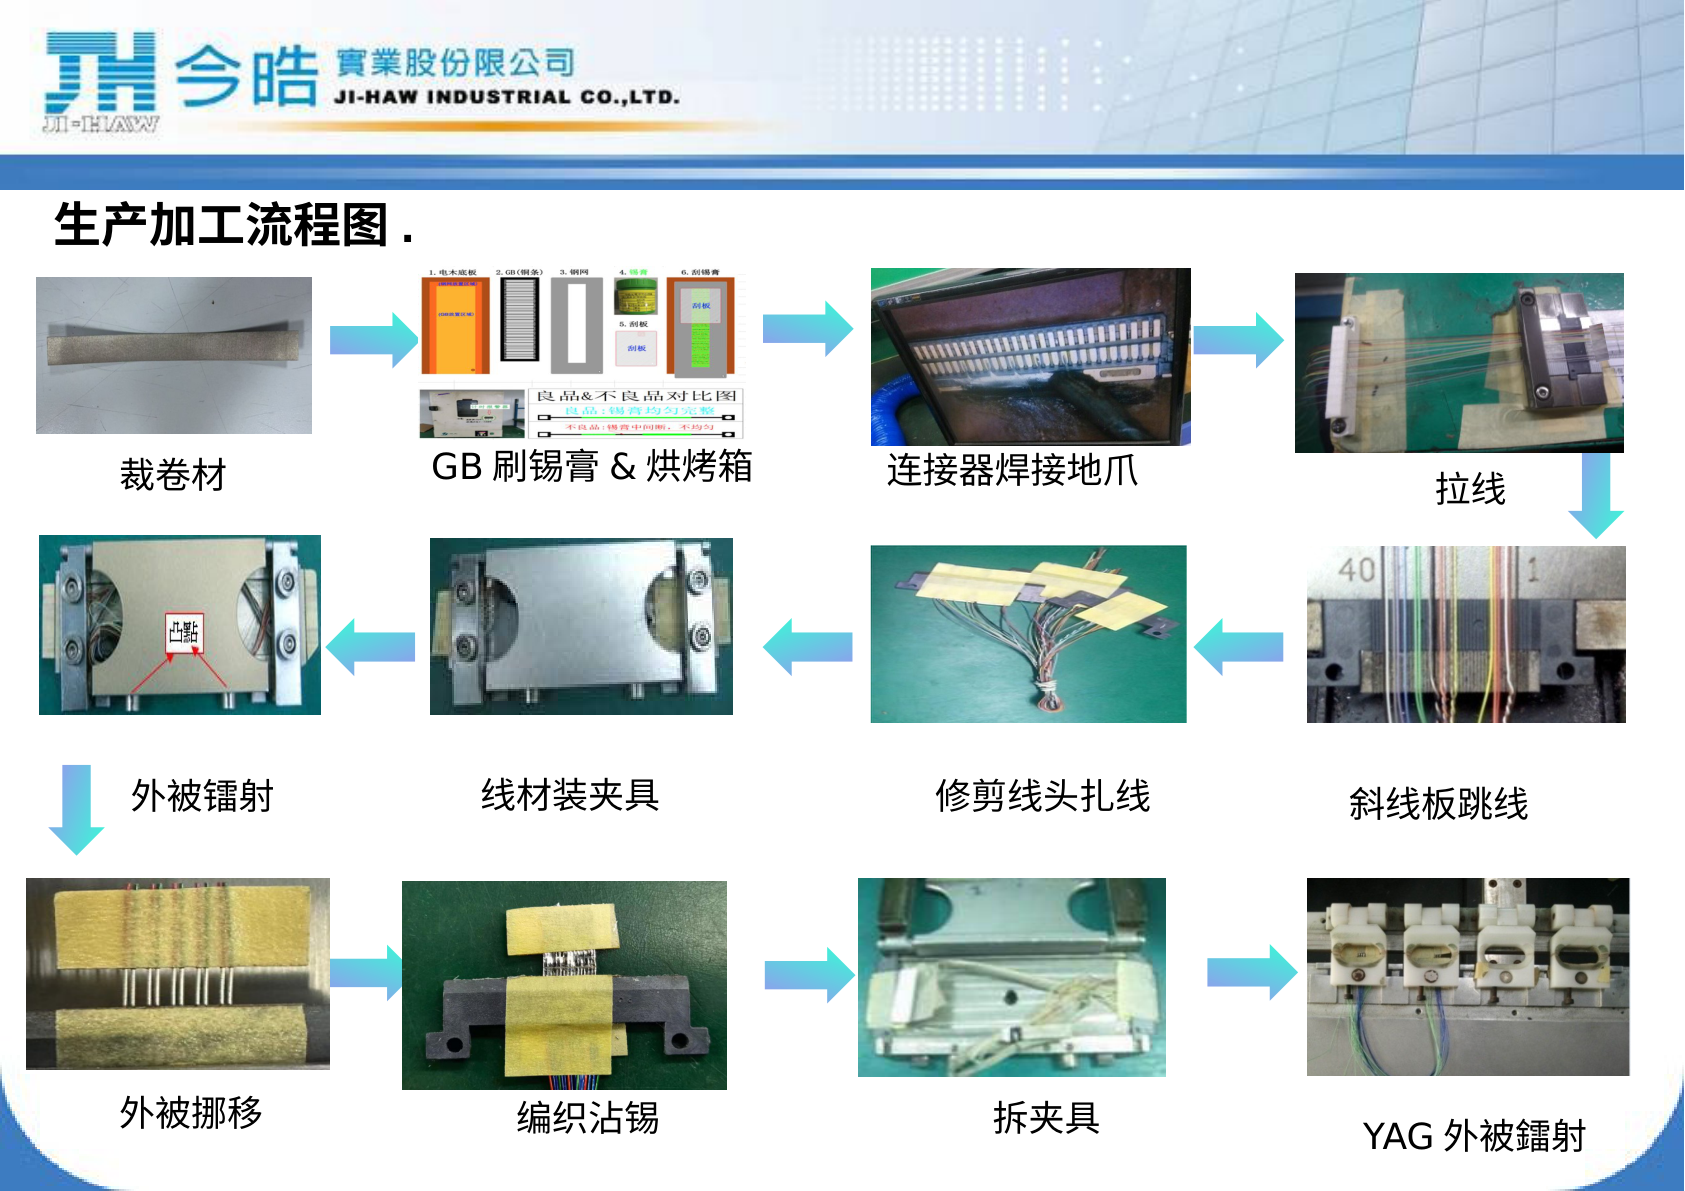 JH 今皓 實業股份限公司
JI-HAW INDUSTRIAL CO.,LTD.
JI-HAW
生产加工流程图 .
1.电木底板 2.GB(铜条) 3.钢网 4.锡膏 6.刮锡膏
刮板
5.刮板
刮板
良品&不良品对比图
良品:锡膏均匀完整
不良品:锡膏中间断，不均匀
裁卷材
GB 刷锡膏 & 烘烤箱
连接器焊接地爪
拉线
凸點
40 1
外被镭射
线材装夹具
修剪线头扎线
斜线板跳线
外被挪移
编织沾锡
拆夹具
YAG 外被鐳射